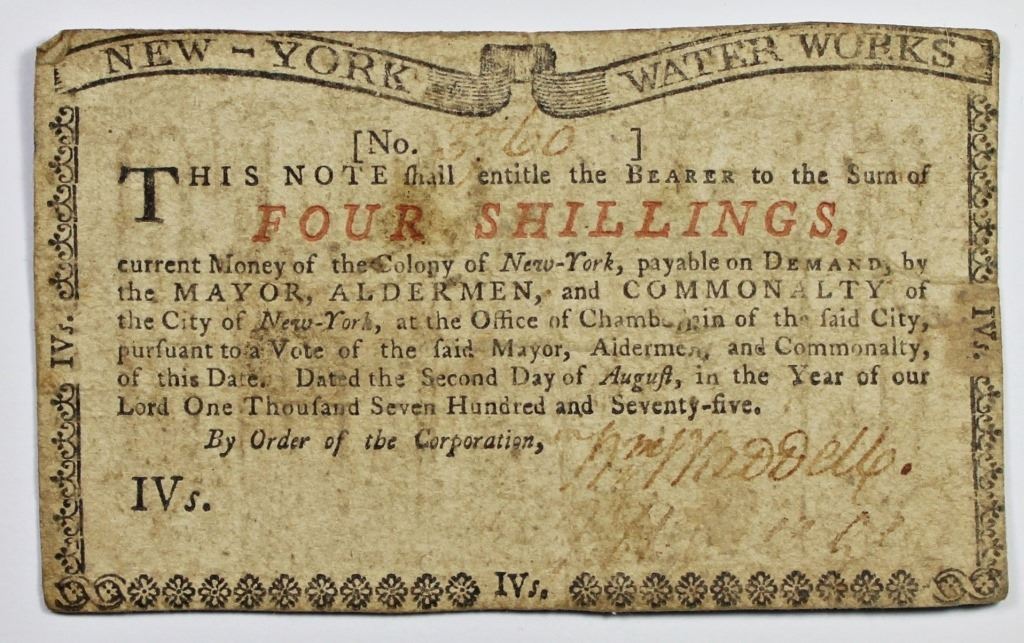 NEW-YORK WATER WORKS
[No. ]
THIS NOTE ſhall entitle the BEARER to the Sum of
FOUR SHILLINGS,
current Money of the Colony of New-York, payable on DEMAND, by
the MAYOR, ALDERMEN, and COMMONALTY of
the City of New-York, at the Office of Chamberlain of the ſaid City,
purſuant to a Vote of the ſaid Mayor, Aldermen, and Commonalty,
of this Date. Dated the Second Day of Auguſt, in the Year of our
Lord One Thouſand Seven Hundred and Seventy-five.
By Order of the Corporation,
Wm Waddell.
IVs.
IVs.
IVs.
IVs.